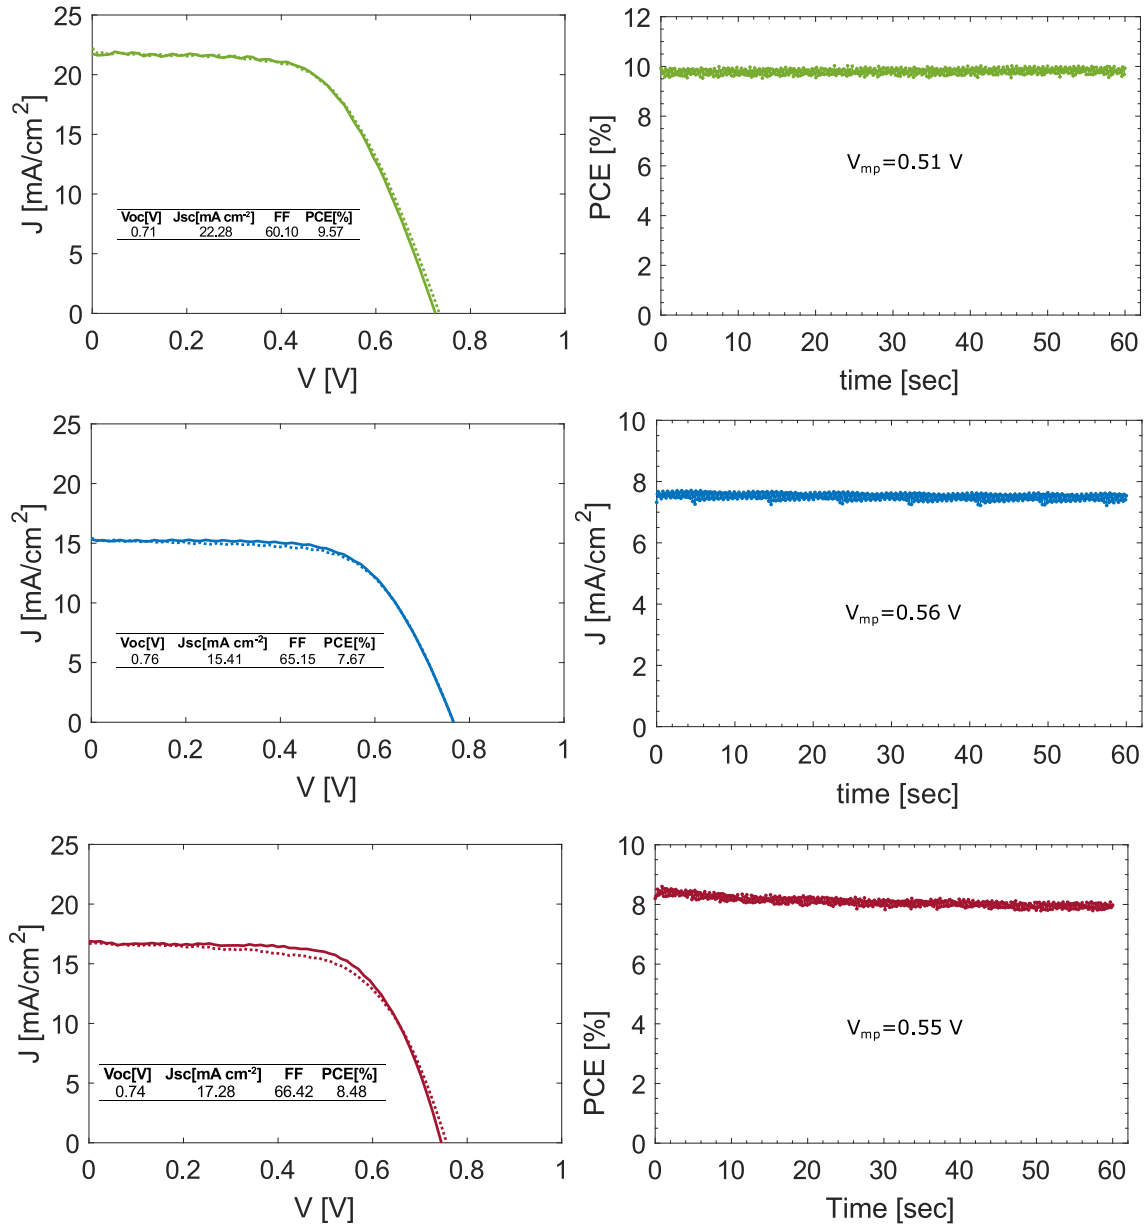 25
20
15
10
5
0
J [mA/cm²]
Voc[V] Jsc[mA cm⁻²] FF PCE[%]
0.71 22.28 60.10 9.57
0 0.2 0.4 0.6 0.8 1
V [V]
12
10
8
6
4
2
0
PCE [%]
Vmp=0.51 V
0 10 20 30 40 50 60
time [sec]
25
20
15
10
5
0
J [mA/cm²]
Voc[V] Jsc[mA cm⁻²] FF PCE[%]
0.76 15.41 65.15 7.67
0 0.2 0.4 0.6 0.8 1
V [V]
10
8
6
4
2
0
J [mA/cm²]
Vmp=0.56 V
0 10 20 30 40 50 60
time [sec]
25
20
15
10
5
0
J [mA/cm²]
Voc[V] Jsc[mA cm⁻²] FF PCE[%]
0.74 17.28 66.42 8.48
0 0.2 0.4 0.6 0.8 1
V [V]
10
8
6
4
2
0
PCE [%]
Vmp=0.55 V
0 10 20 30 40 50 60
Time [sec]